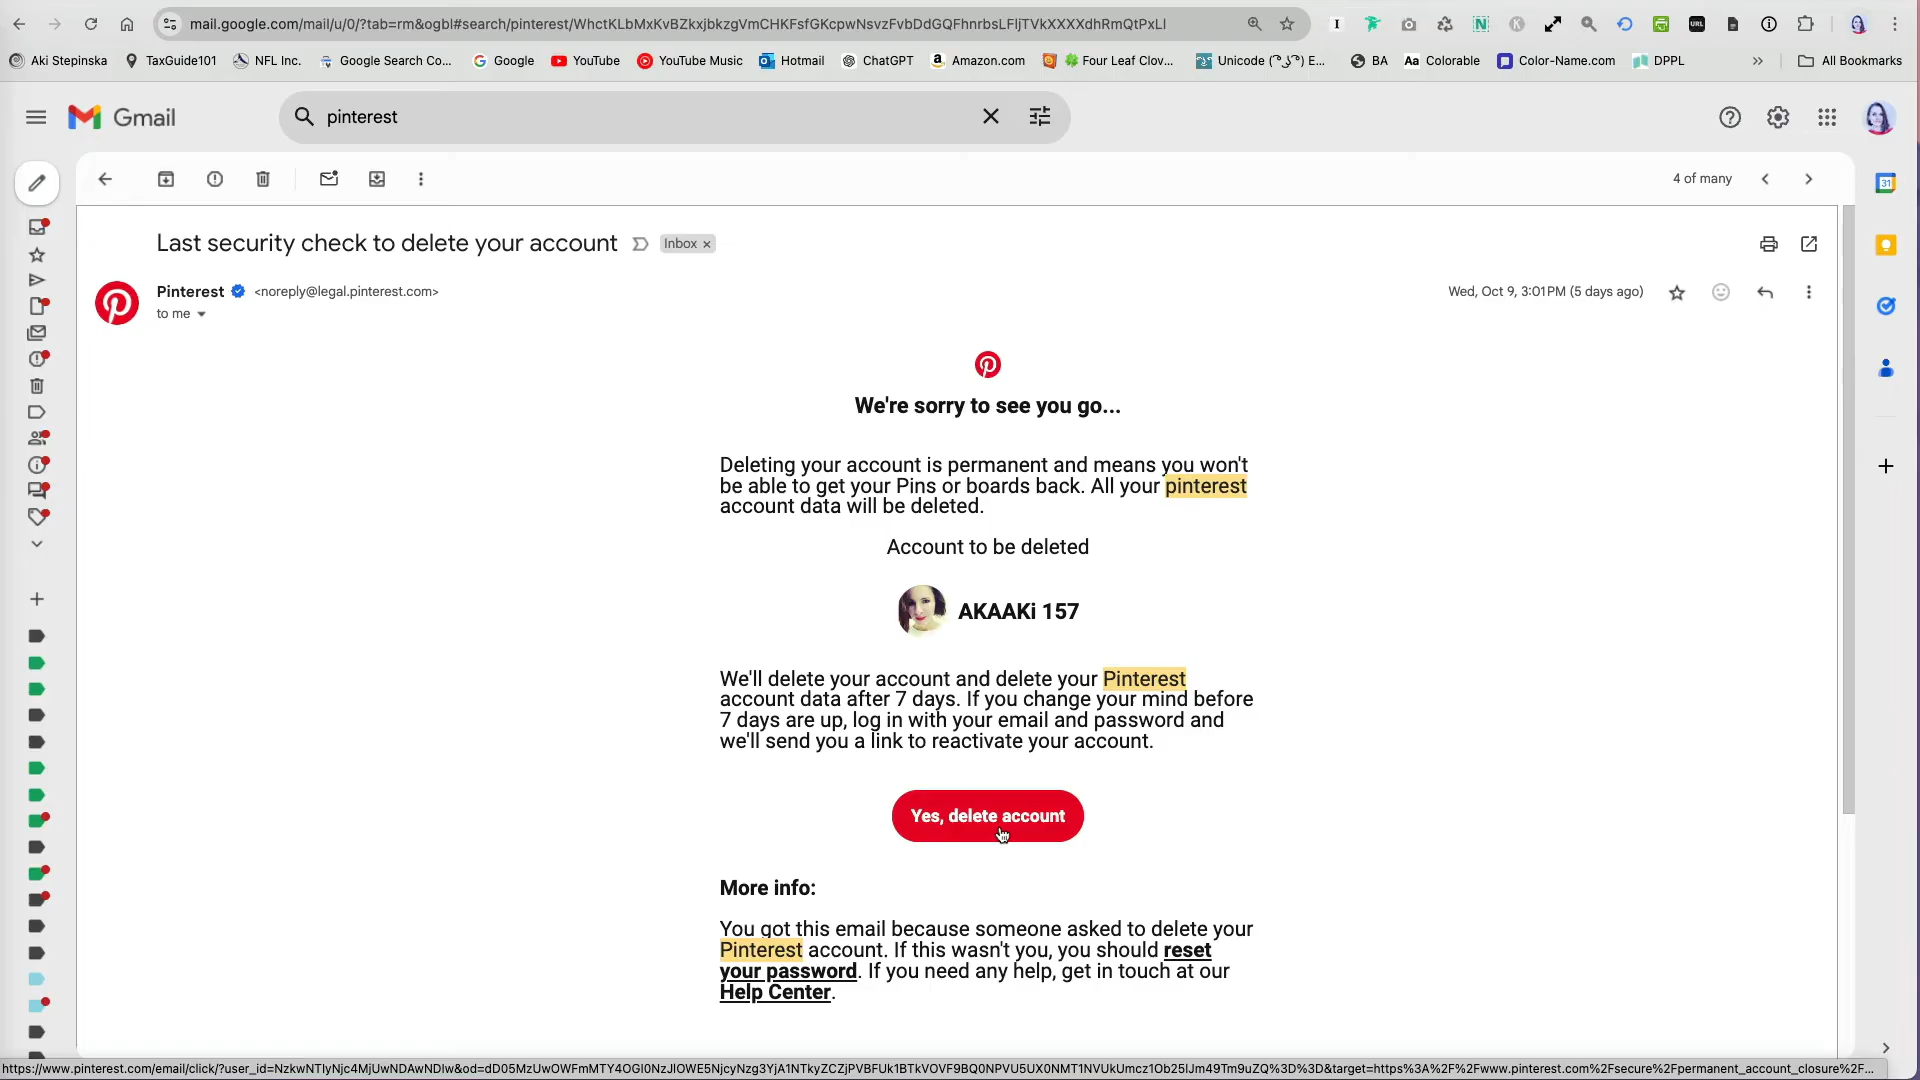 mail.google.com/mail/u/0/?tab=rm&ogbl#search/pinterest/WhctKLbMxKvBZkxjbkzgVmCHKFsfGKcpwNsvzFvbDdGQFhnrbsLFljTVkXXXXdhRmQtPxLl
Aki Stepinska TaxGuide101 NFL Inc. Google Search Co... Google YouTube YouTube Music Hotmail ChatGPT Amazon.com Four Leaf Clov... Unicode BA Aa Colorable Color-Name.com DPPL » All Bookmarks
Gmail pinterest
4 of many
Last security check to delete your account Inbox ×
Pinterest <noreply@legal.pinterest.com> Wed, Oct 9, 3:01 PM (5 days ago)
to me
We're sorry to see you go...
Deleting your account is permanent and means you won't
be able to get your Pins or boards back. All your pinterest
account data will be deleted.
Account to be deleted
AKAAKi 157
We'll delete your account and delete your Pinterest
account data after 7 days. If you change your mind before
7 days are up, log in with your email and password and
we'll send you a link to reactivate your account.
Yes, delete account
More info:
You got this email because someone asked to delete your
Pinterest account. If this wasn't you, you should reset
your password. If you need any help, get in touch at our
Help Center.